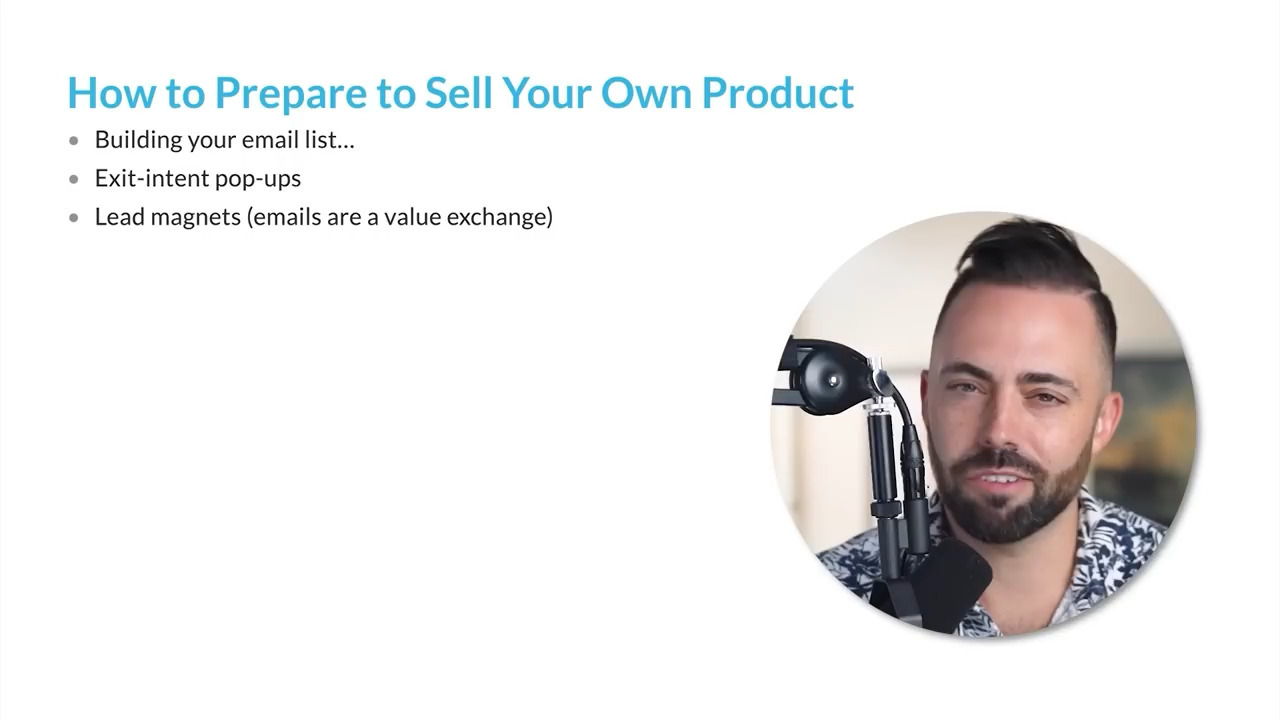 How to Prepare to Sell Your Own Product
• Building your email list...
• Exit-intent pop-ups
• Lead magnets (emails are a value exchange)